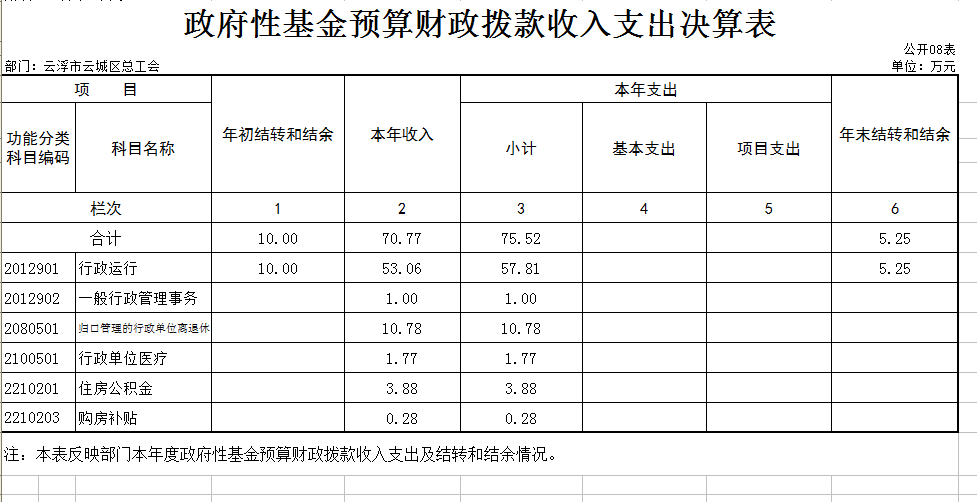 政府性基金预算财政拨款收入支出决算表
公开08表
部门：云浮市云城区总工会 单位：万元
项 目 年初结转和结余 本年收入 本年支出 年末结转和结余
功能分类科目编码 科目名称 小计 基本支出 项目支出
栏次 1 2 3 4 5 6
合计 10.00 70.77 75.52 5.25
2012901 行政运行 10.00 53.06 57.81 5.25
2012902 一般行政管理事务 1.00 1.00
2080501 归口管理的行政单位离退休 10.78 10.78
2100501 行政单位医疗 1.77 1.77
2210201 住房公积金 3.88 3.88
2210203 购房补贴 0.28 0.28
注：本表反映部门本年度政府性基金预算财政拨款收入支出及结转和结余情况。